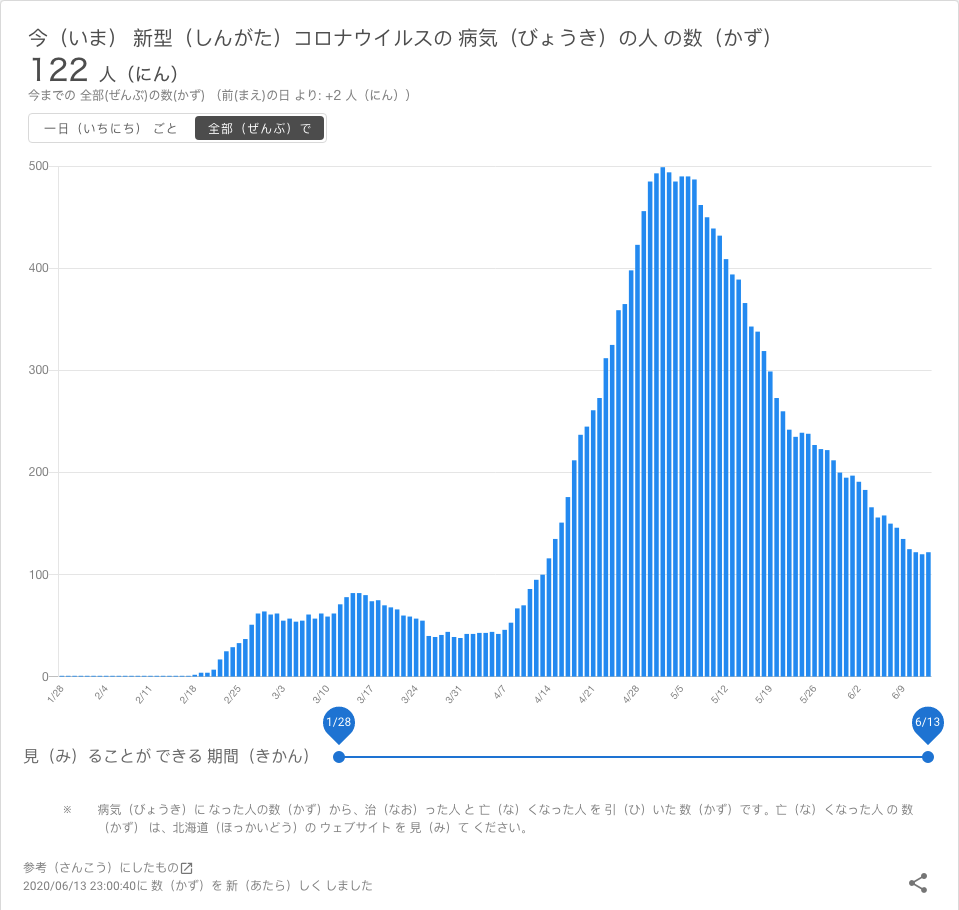 今（いま） 新型（しんがた）コロナウイルスの 病気（びょうき）の人 の数（かず）
122 人（にん）
今までの 全部(ぜんぶ)の数(かず) （前(まえ)の日 より: +2 人（にん））
一日（いちにち） ごと 全部（ぜんぶ）で
500
400
300
200
100
0
1/28 2/4 2/11 2/18 2/25 3/3 3/10 3/17 3/24 3/31 4/7 4/14 4/21 4/28 5/5 5/12 5/19 5/26 6/2 6/9
1/28 6/13
見（み）ることが できる 期間（きかん）
※ 病気（びょうき）に なった人の数（かず）から、治（なお）った人 と 亡（な）くなった人 を 引（ひ）いた 数（かず）です。亡（な）くなった人 の 数
（かず） は、北海道（ほっかいどう）の ウェブサイト を 見（み）て ください。
参考（さんこう）にしたもの
2020/06/13 23:00:40に 数（かず）を 新（あたら）しく しました